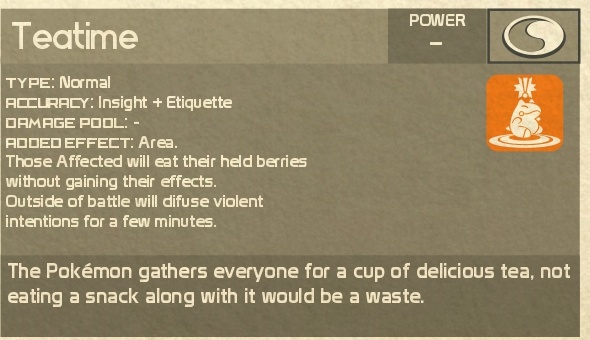 Teatime
POWER
–
TYPE: Normal
ACCURACY: Insight + Etiquette
DAMAGE POOL: -
ADDED EFFECT: Area.
Those Affected will eat their held berries
without gaining their effects.
Outside of battle will difuse violent
intentions for a few minutes.
The Pokémon gathers everyone for a cup of delicious tea, not
eating a snack along with it would be a waste.